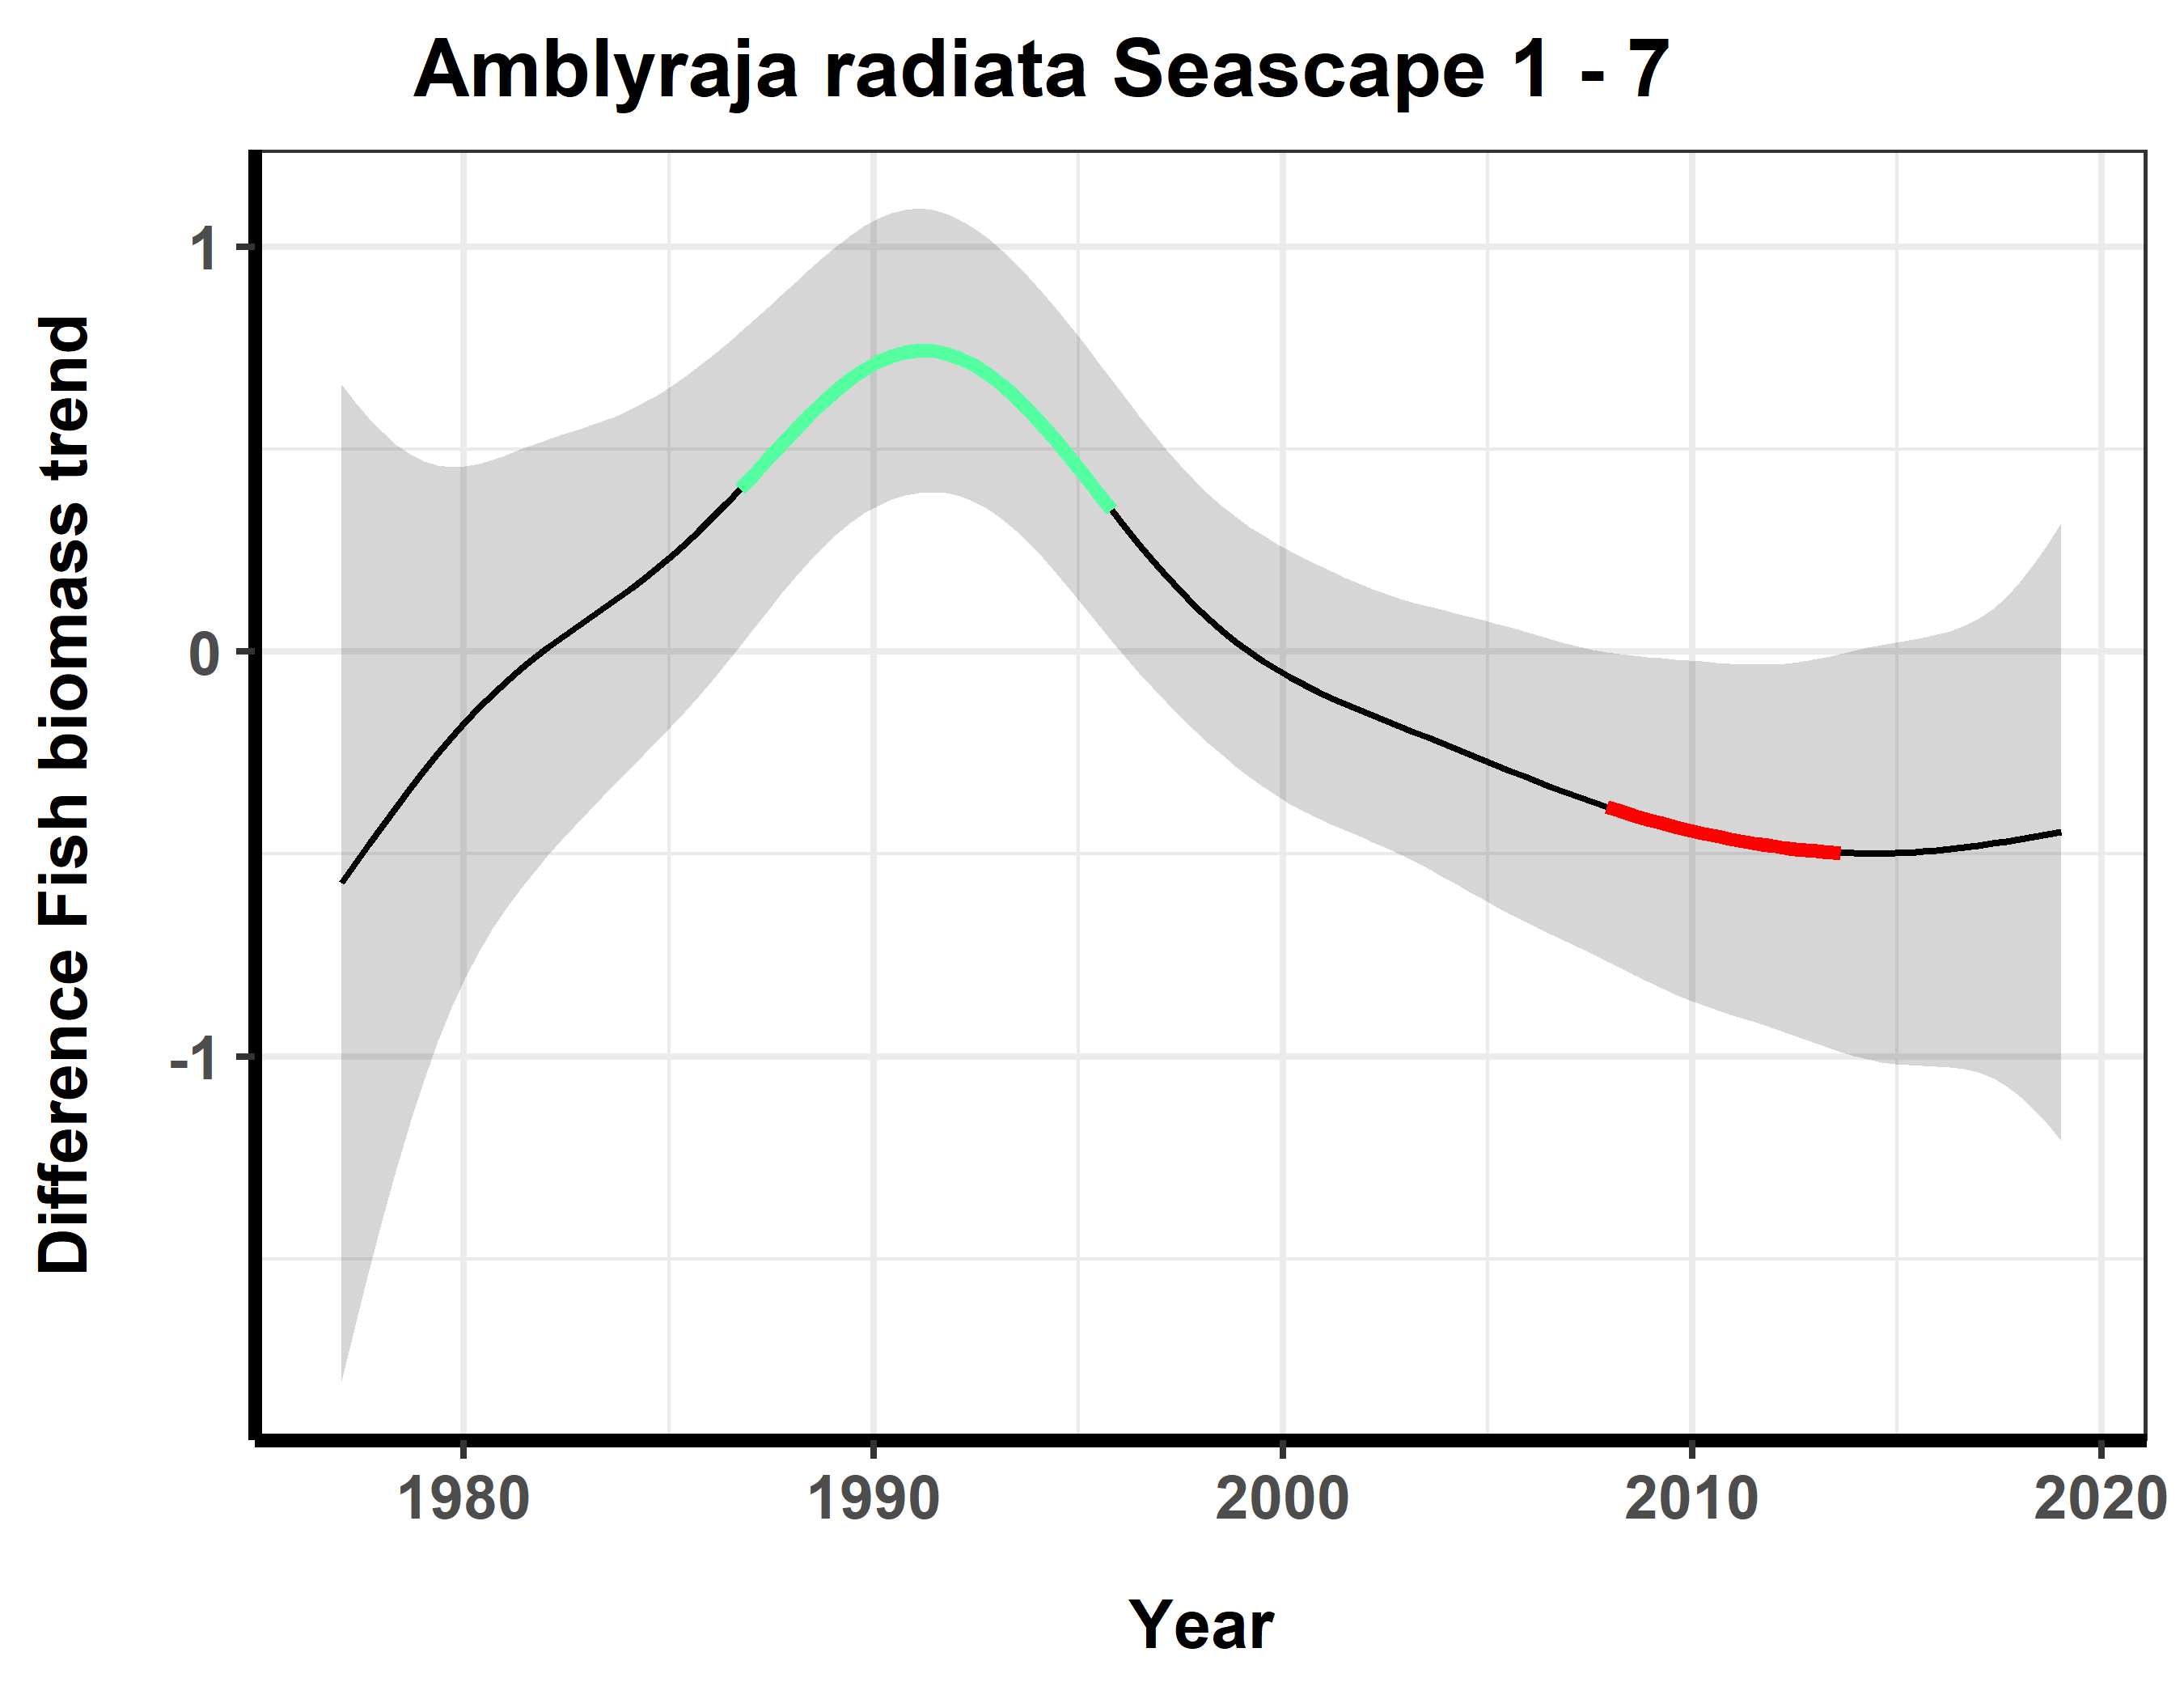 Amblyraja radiata Seascape 1 - 7
Difference Fish biomass trend
1
0
-1
1980
1990
2000
2010
2020
Year